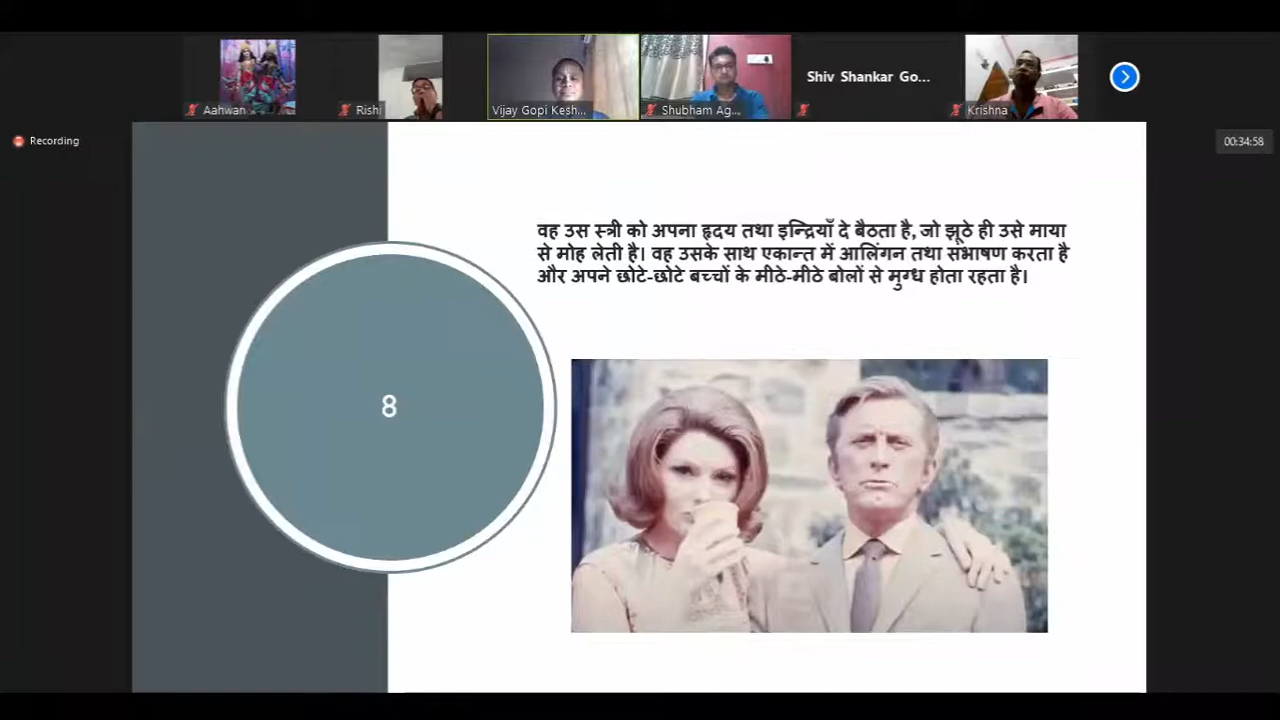 Aahwan
Rishi
Vijay Gopi Kesh...
Shubham Ag...
Shiv Shankar Go...
Krishna
Recording
00:34:58
वह उस स्त्री को अपना हृदय तथा इन्द्रियाँ दे बैठता है, जो झूठे ही उसे माया
से मोह लेती है। वह उसके साथ एकान्त में आलिंगन तथा संभाषण करता है
और अपने छोटे-छोटे बच्चों के मीठे-मीठे बोलों से मुग्ध होता रहता है।
8